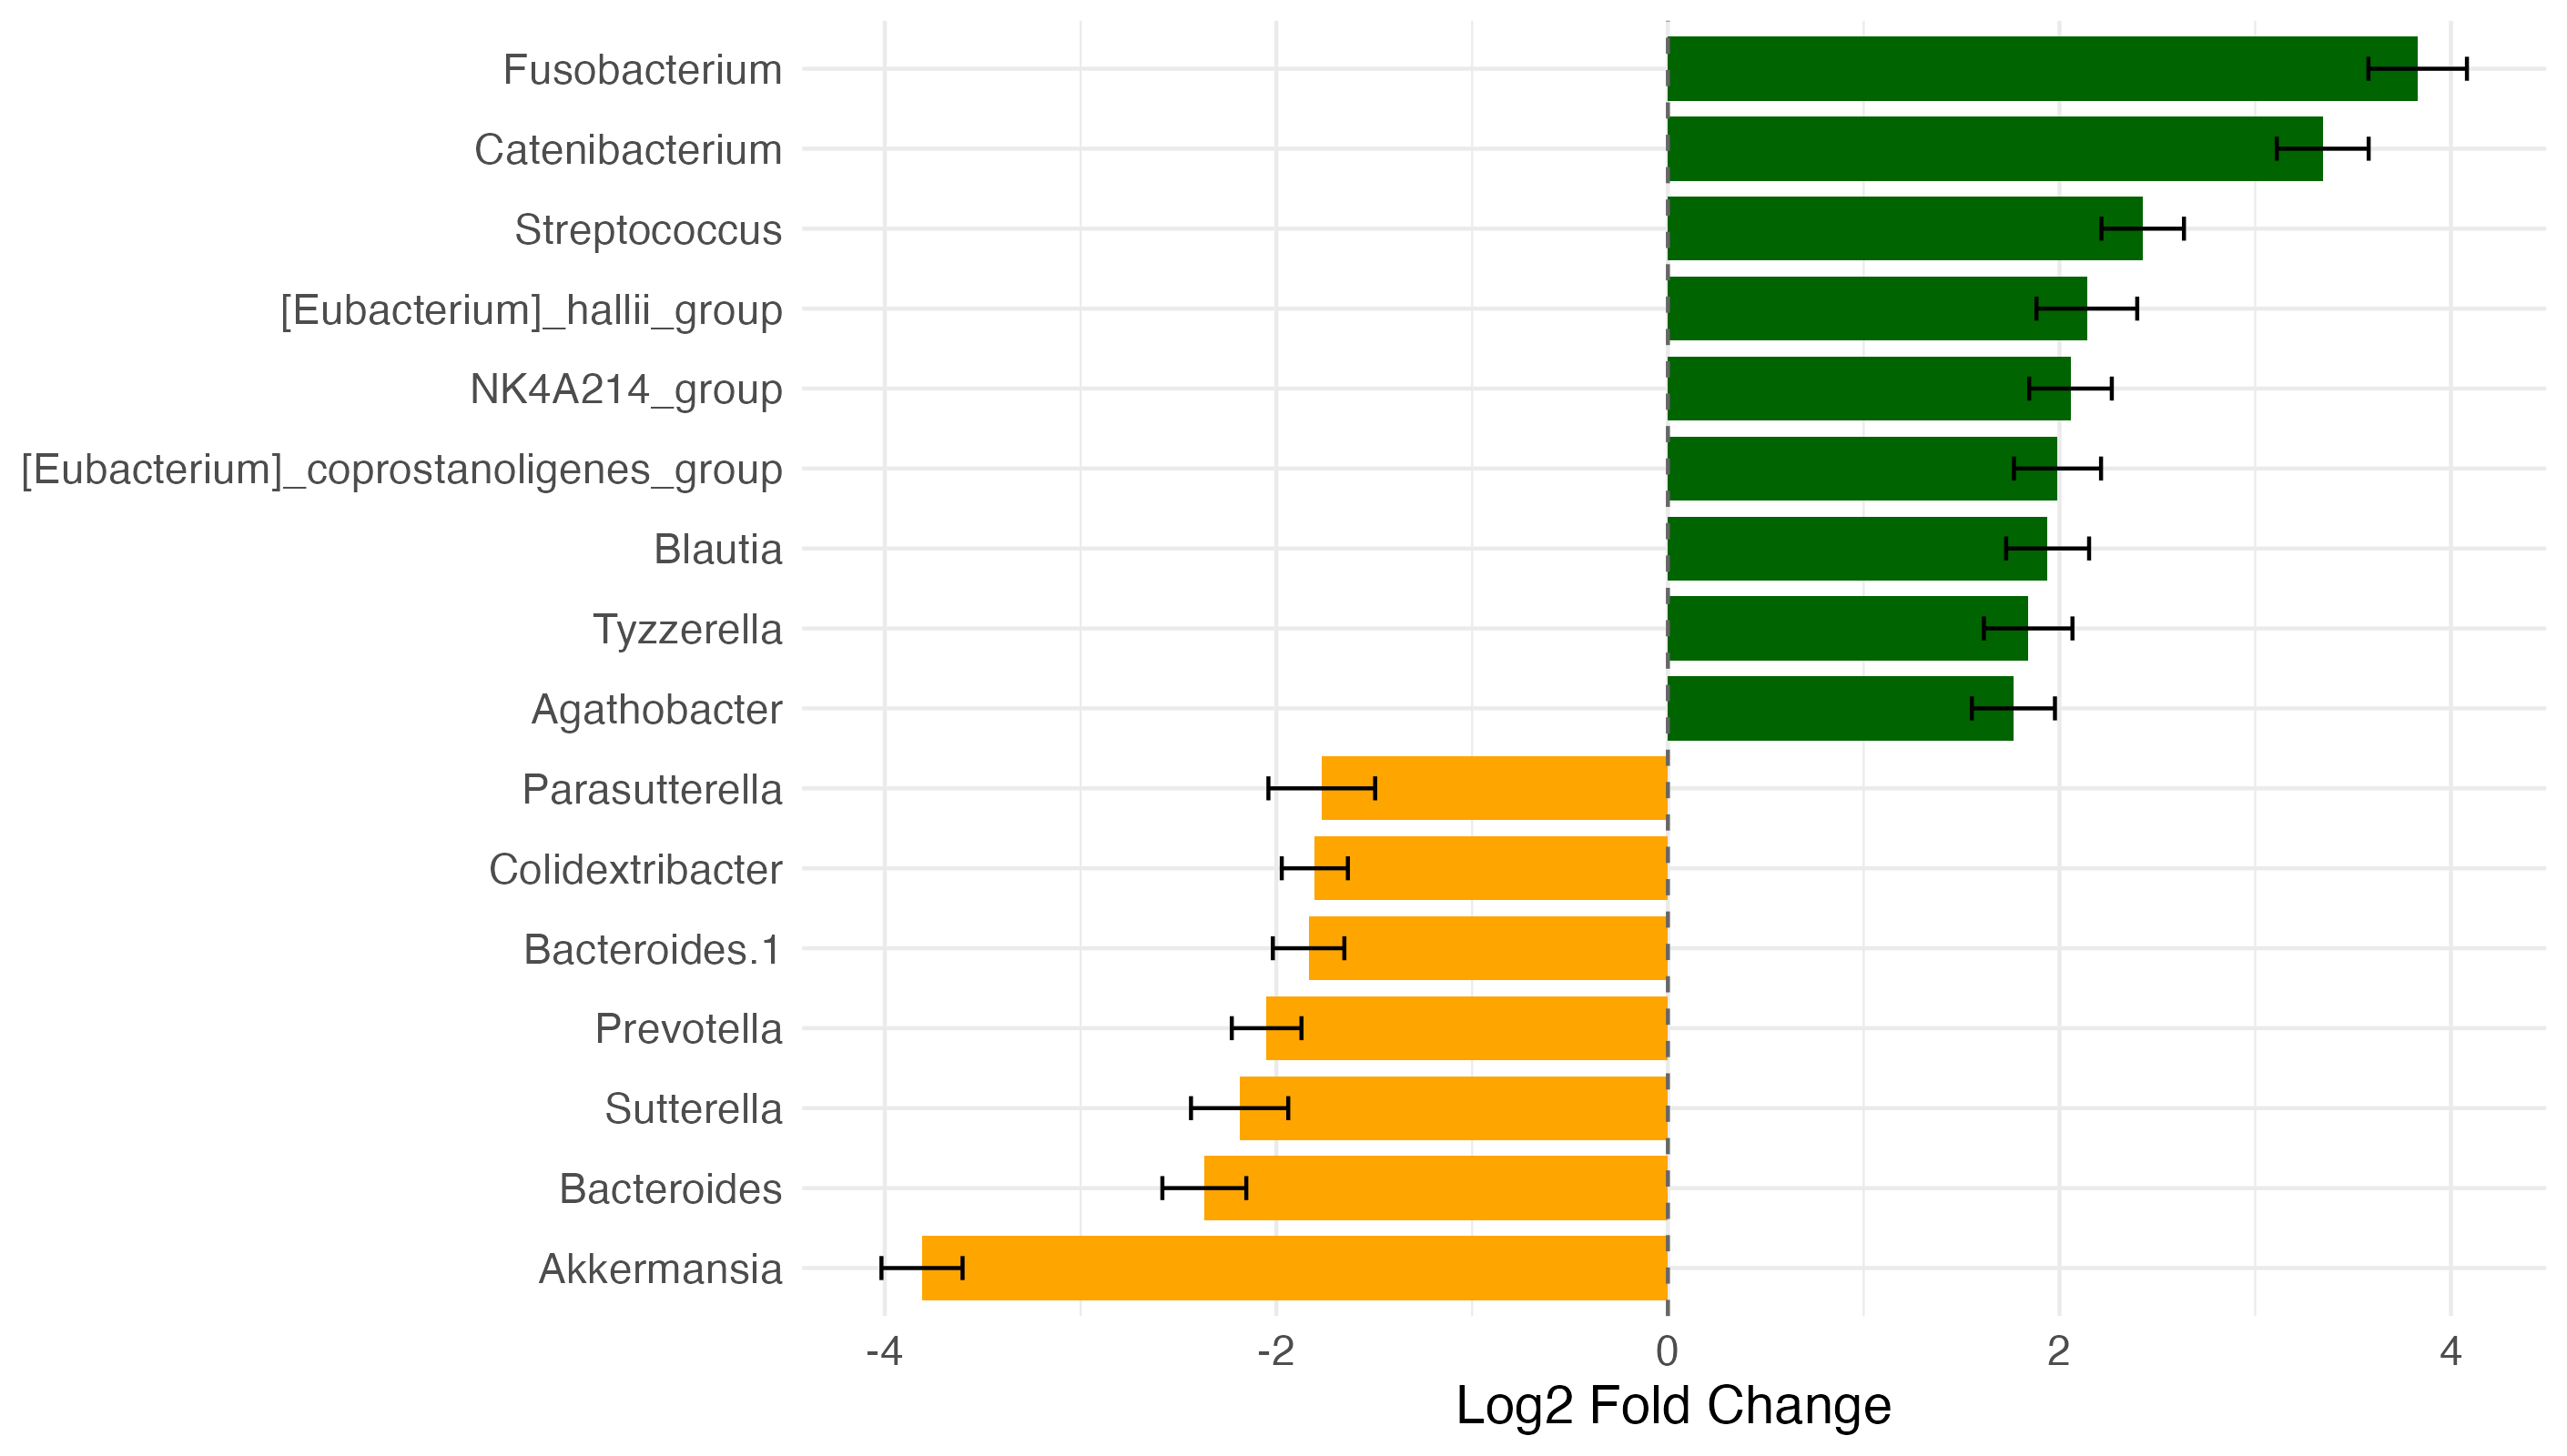 Fusobacterium
Catenibacterium
Streptococcus
[Eubacterium]_hallii_group
NK4A214_group
[Eubacterium]_coprostanoligenes_group
Blautia
Tyzzerella
Agathobacter
Parasutterella
Colidextribacter
Bacteroides.1
Prevotella
Sutterella
Bacteroides
Akkermansia
-4 -2 0 2 4
Log2 Fold Change